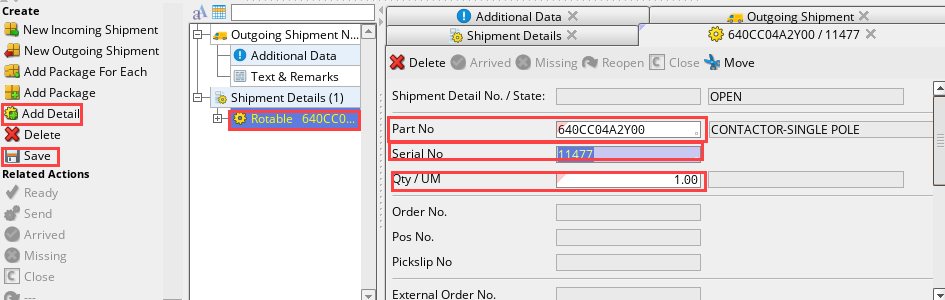 Create
New Incoming Shipment
New Outgoing Shipment
Add Package For Each
Add Package
Add Detail
Delete
Save
Related Actions
Ready
Send
Arrived
Missing
Close
Outgoing Shipment N...
Additional Data
Text & Remarks
Shipment Details (1)
Rotable 640CC0...
Additional Data
Outgoing Shipment
Shipment Details
640CC04A2Y00 / 11477
Delete Arrived Missing Reopen Close Move
Shipment Detail No. / State: OPEN
Part No 640CC04A2Y00 CONTACTOR-SINGLE POLE
Serial No 11477
Qty / UM 1.00
Order No.
Pos No.
Pickslip No
External Order No.